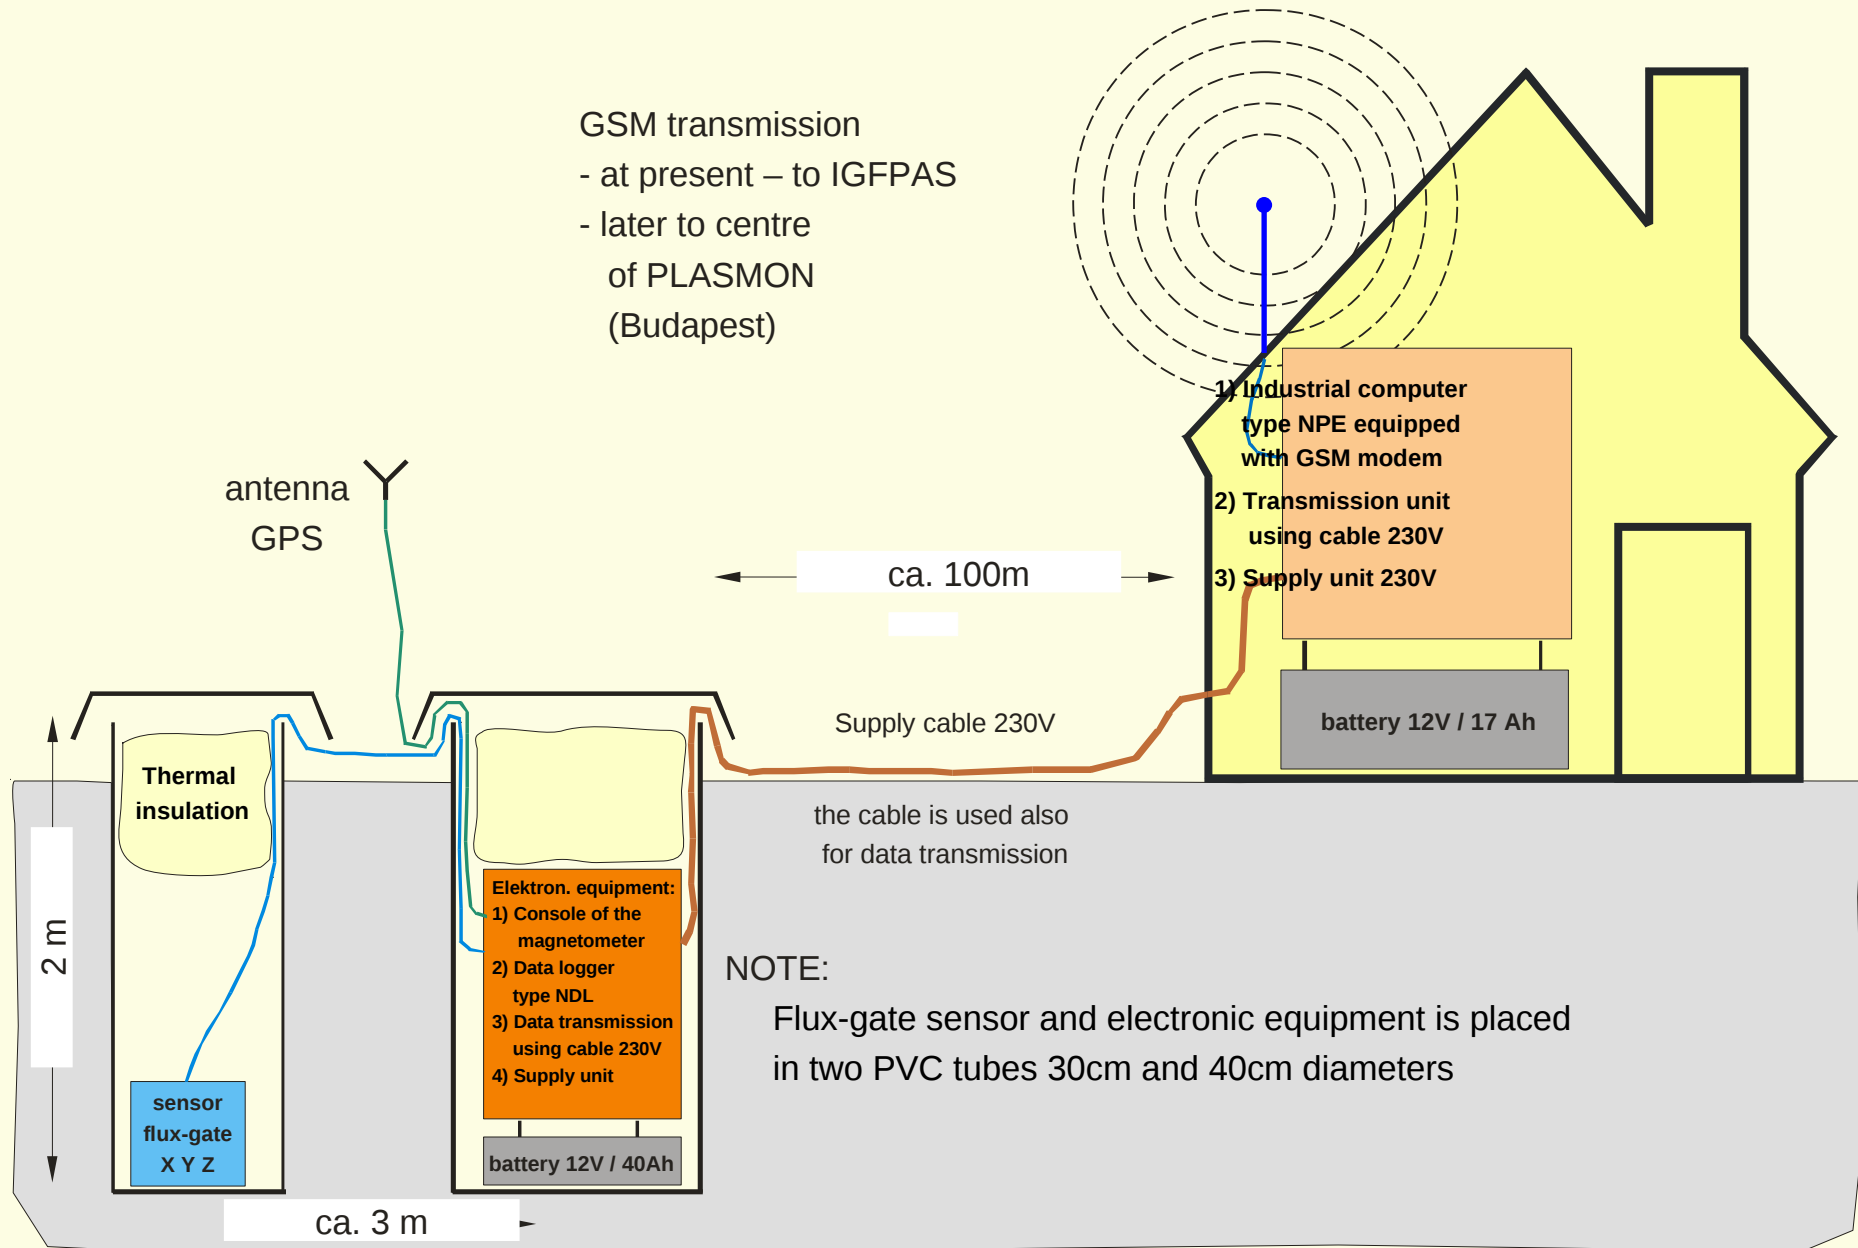 GSM transmission
- at present – to IGFPAS
- later to centre
of PLASMON
(Budapest)
1) Industrial computer
type NPE equipped
with GSM modem
2) Transmission unit
using cable 230V
3) Supply unit 230V
antenna
GPS
ca. 100m
battery 12V / 17 Ah
Supply cable 230V
the cable is used also
for data transmission
Thermal
insulation
2 m
Elektron. equipment:
1) Console of the
magnetometer
2) Data logger
type NDL
3) Data transmission
using cable 230V
4) Supply unit
NOTE:
Flux-gate sensor and electronic equipment is placed
in two PVC tubes 30cm and 40cm diameters
sensor
flux-gate
X Y Z
battery 12V / 40Ah
ca. 3 m